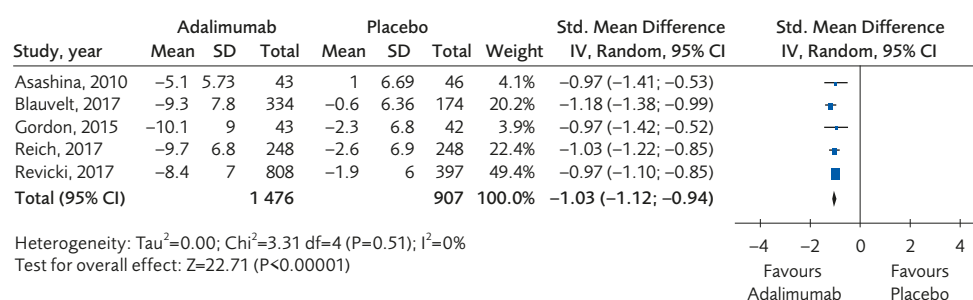 Adalimumab Placebo Std. Mean Difference Std. Mean Difference
Study, year Mean SD Total Mean SD Total Weight IV, Random, 95% CI IV, Random, 95% CI
Asashina, 2010 −5.1 5.73 43 1 6.69 46 4.1% −0.97 (−1.41; −0.53)
Blauvelt, 2017 −9.3 7.8 334 −0.6 6.36 174 20.2% −1.18 (−1.38; −0.99)
Gordon, 2015 −10.1 9 43 −2.3 6.8 42 3.9% −0.97 (−1.42; −0.52)
Reich, 2017 −9.7 6.8 248 −2.6 6.9 248 22.4% −1.03 (−1.22; −0.85)
Revicki, 2017 −8.4 7 808 −1.9 6 397 49.4% −0.97 (−1.10; −0.85)
Total (95% CI) 1 476 907 100.0% −1.03 (−1.12; −0.94)
Heterogeneity: Tau²=0.00; Chi²=3.31 df=4 (P=0.51); I²=0%
Test for overall effect: Z=22.71 (P<0.00001)
−4 −2 0 2 4
Favours Favours
Adalimumab Placebo